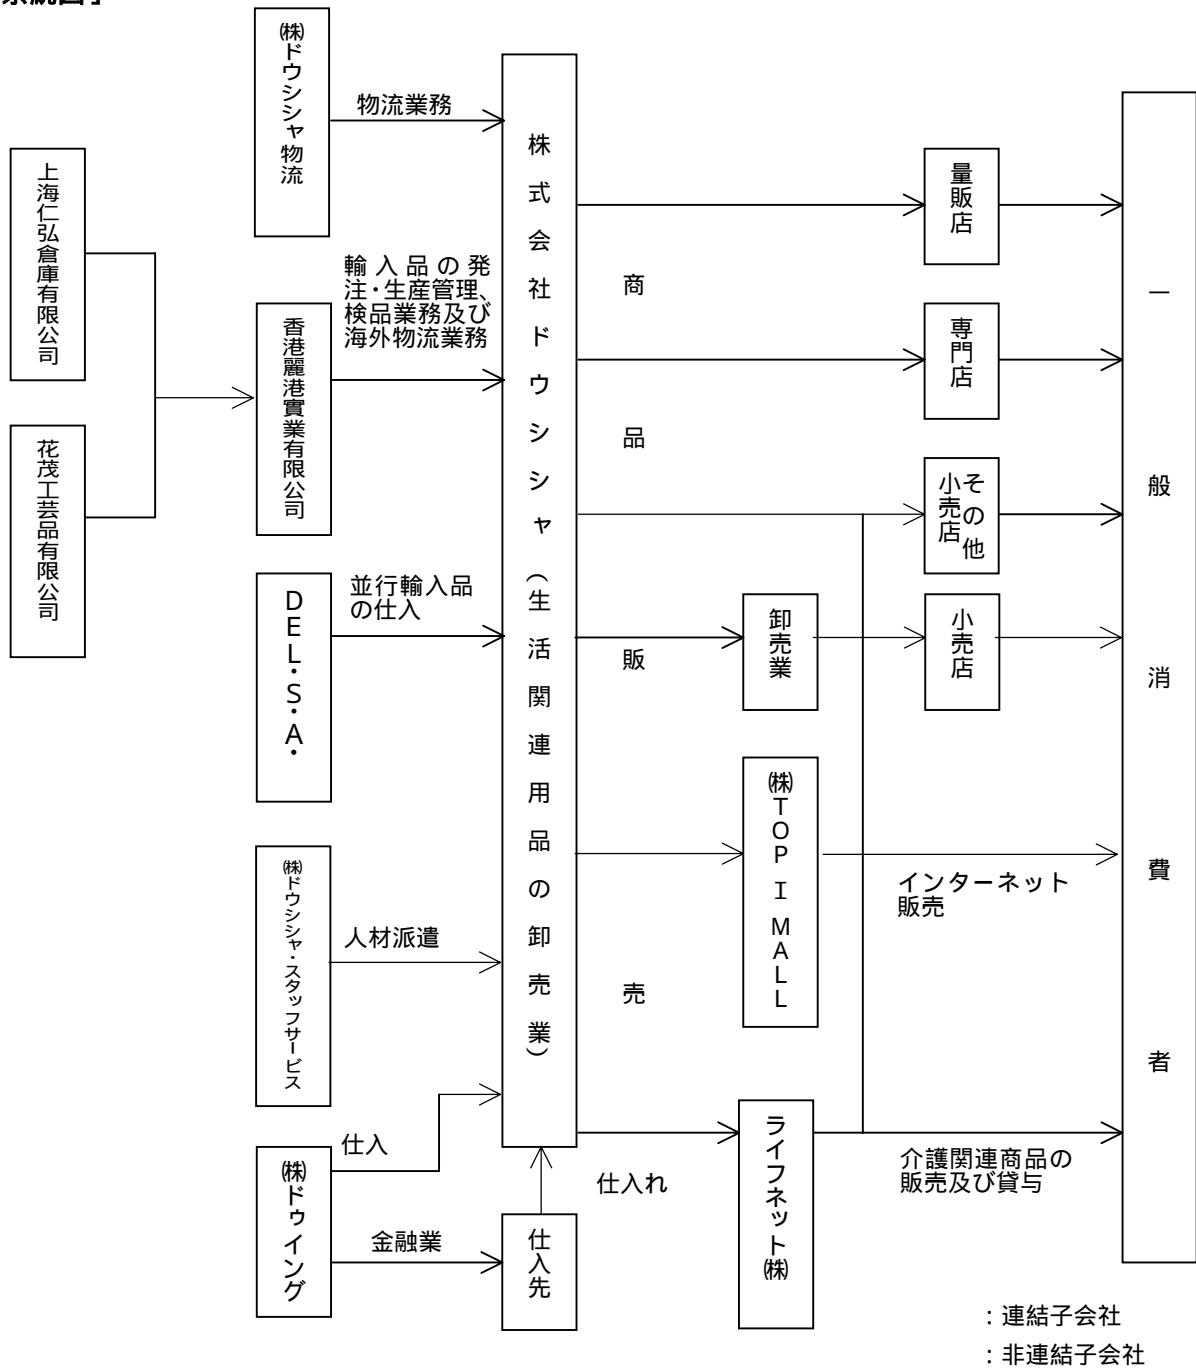 系統図］
㈱ドウシシャ物流
物流業務
上海仁弘倉庫有限公司
花茂工芸品有限公司
輸入品の発
注・生産管理、
検品業務及び
海外物流業務
香港麗港實業有限公司
並行輸入品
の仕入
DEL.S.A.
㈱ドウシシャ・スタッフサービス
人材派遣
仕入
㈱ドゥイング
金融業
仕入先
仕入れ
株式会社ドウシシャ（生活関連用品の卸売業）
商品販売
量販店
専門店
その他
小売店
卸売業
小売店
㈱TOP I MALL
インターネット
販売
ライフネット㈱
介護関連商品の
販売及び貸与
一般消費者
：連結子会社
：非連結子会社